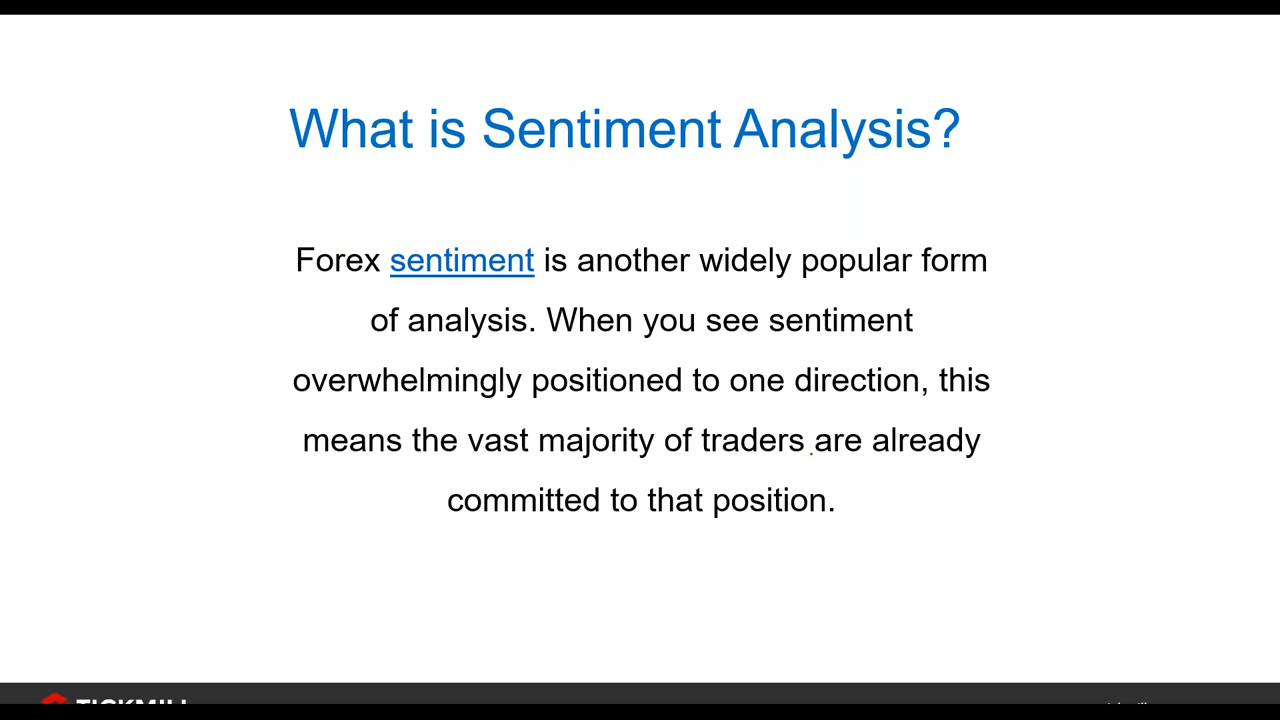 What is Sentiment Analysis?
Forex sentiment is another widely popular form
of analysis. When you see sentiment
overwhelmingly positioned to one direction, this
means the vast majority of traders are already
committed to that position.
TICKMILL